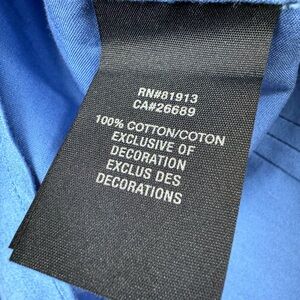 RN#81913
CA#26689
100% COTTON/COTON
EXCLUSIVE OF
DECORATION
EXCLUS DES
DECORATIONS